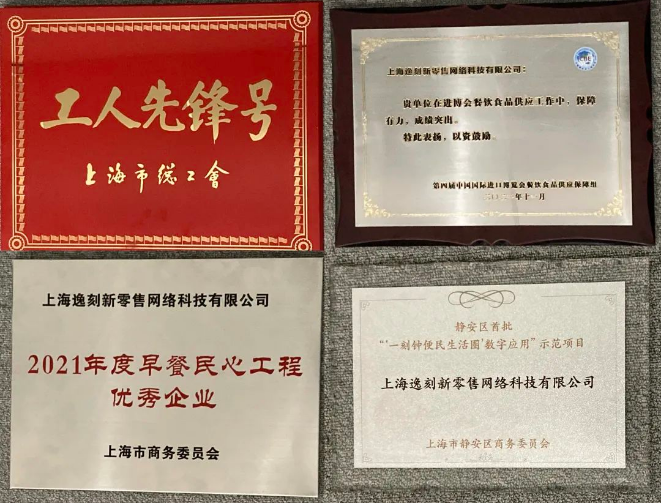 工人先锋号
上海市总工會
上海逸刻新零售网络科技有限公司：
贵单位在进博会餐饮食品供应工作中，保障
有力，成绩突出。
特此表扬，以资鼓励。
第四届中国国际进口博览会餐饮食品供应保障组
上海逸刻新零售网络科技有限公司
2021年度早餐民心工程
优秀企业
上海市商务委员会
静安区首批
“‘一刻钟便民生活圈’数字应用”示范项目
上海逸刻新零售网络科技有限公司
上海市静安区商务委员会